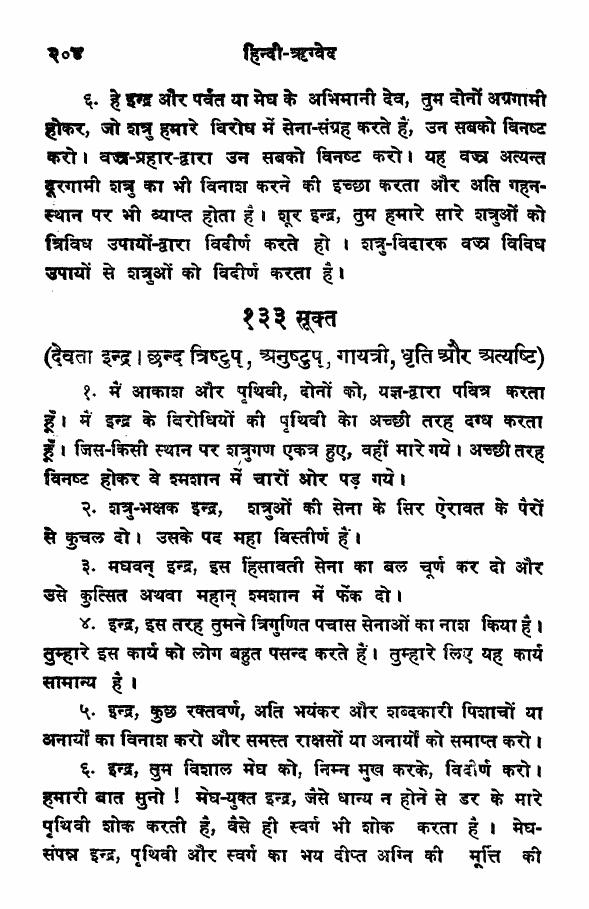 २०४ हिन्दी-ऋग्वेद
६. हे इन्द्र और पर्वत या मेघ के अभिमानी देव, तुम दोनों अग्रगामी
होकर, जो शत्रु हमारे विरोध में सेना-संग्रह करते हैं, उन सबको विनष्ट
करो। वज्र-प्रहार-द्वारा उन सबको विनष्ट करो। यह वज्र अत्यन्त
दूरगामी शत्रु का भी विनाश करने की इच्छा करता और अति गहन-
स्थान पर भी व्याप्त होता है। शूर इन्द्र, तुम हमारे सारे शत्रुओं को
त्रिविध उपायों-द्वारा विदीर्ण करते हो । शत्रु-विदारक वज्र विविध
उपायों से शत्रुओं को विदीर्ण करता है।
१३३ सूक्त
(देवता इन्द्र। छन्द त्रिष्टुप्, अनुष्टुप्, गायत्री, धृति और अत्यष्टि)
१. मैं आकाश और पृथिवी, दोनों को, यज्ञ-द्वारा पवित्र करता
हूँ। मैं इन्द्र के विरोधियों की पृथिवी को अच्छी तरह दग्ध करता
हूँ। जिस-किसी स्थान पर शत्रुगण एकत्र हुए, वहीं मारे गये। अच्छी तरह
विनष्ट होकर वे श्मशान में चारों ओर पड़ गये।
२. शत्रु-भक्षक इन्द्र, शत्रुओं की सेना के सिर ऐरावत के पैरों
से कुचल दो। उसके पद महा विस्तीर्ण हैं।
३. मघवन् इन्द्र, इस हिंसावती सेना का बल चूर्ण कर दो और
उसे कुत्सित अथवा महान् श्मशान में फेंक दो।
४. इन्द्र, इस तरह तुमने त्रिगुणित पचास सेनाओं का नाश किया है।
तुम्हारे इस कार्य को लोग बहुत पसन्द करते हैं। तुम्हारे लिए यह कार्य
सामान्य है।
५. इन्द्र, कुछ रक्तवर्ण, अति भयंकर और शब्दकारी पिशाचों या
अनार्यों का विनाश करो और समस्त राक्षसों या अनार्यों को समाप्त करो।
६. इन्द्र, तुम विशाल मेघ को, निम्न मुख करके, विदीर्ण करो।
हमारी बात सुनो ! मेघ-युक्त इन्द्र, जैसे धान्य न होने से डर के मारे
पृथिवी शोक करती है, वैसे ही स्वर्ग भी शोक करता है । मेघ-
संपन्न इन्द्र, पृथिवी और स्वर्ग का भय दीप्त अग्नि की मूर्त्ति की